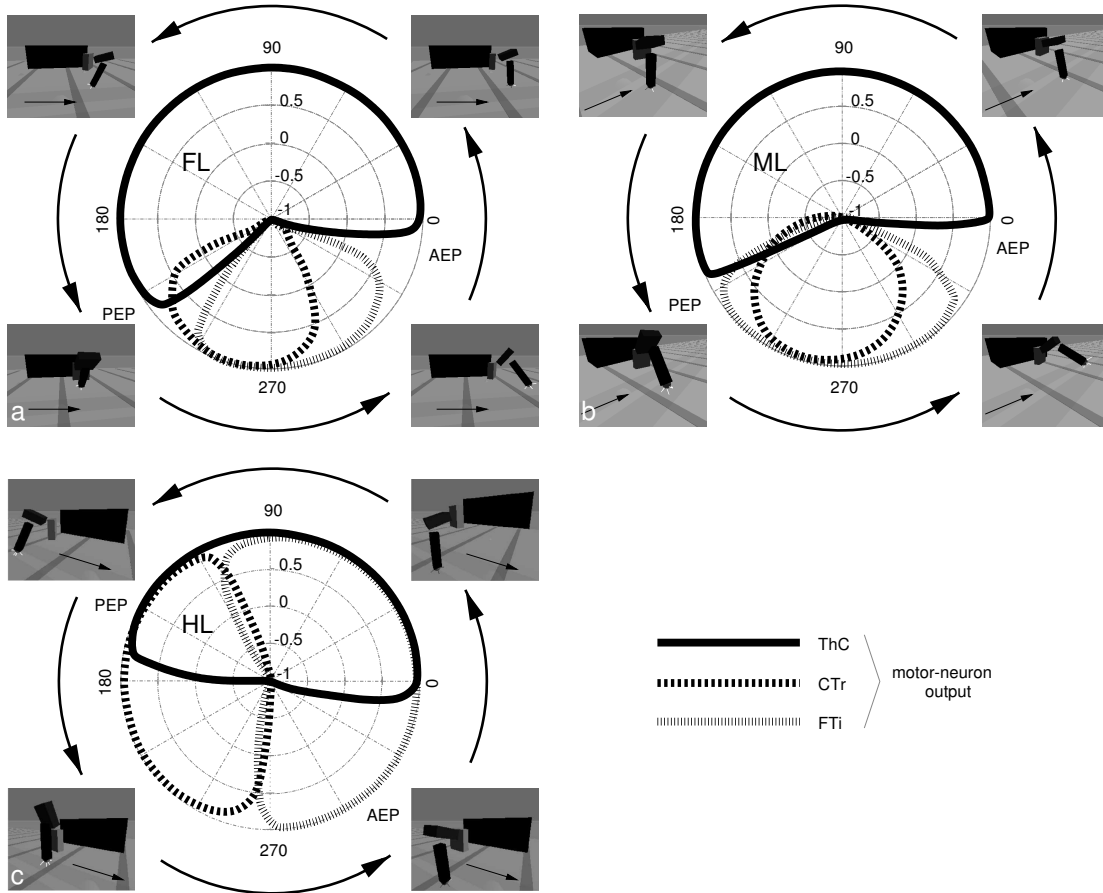 90
0.5
0
-0.5
-1
FL
180
0
AEP
PEP
270
a
90
0.5
0
-0.5
-1
ML
180
0
AEP
PEP
270
b
90
0.5
0
-0.5
-1
HL
PEP
180
0
AEP
270
c
ThC
CTr
FTi
motor-neuron
output